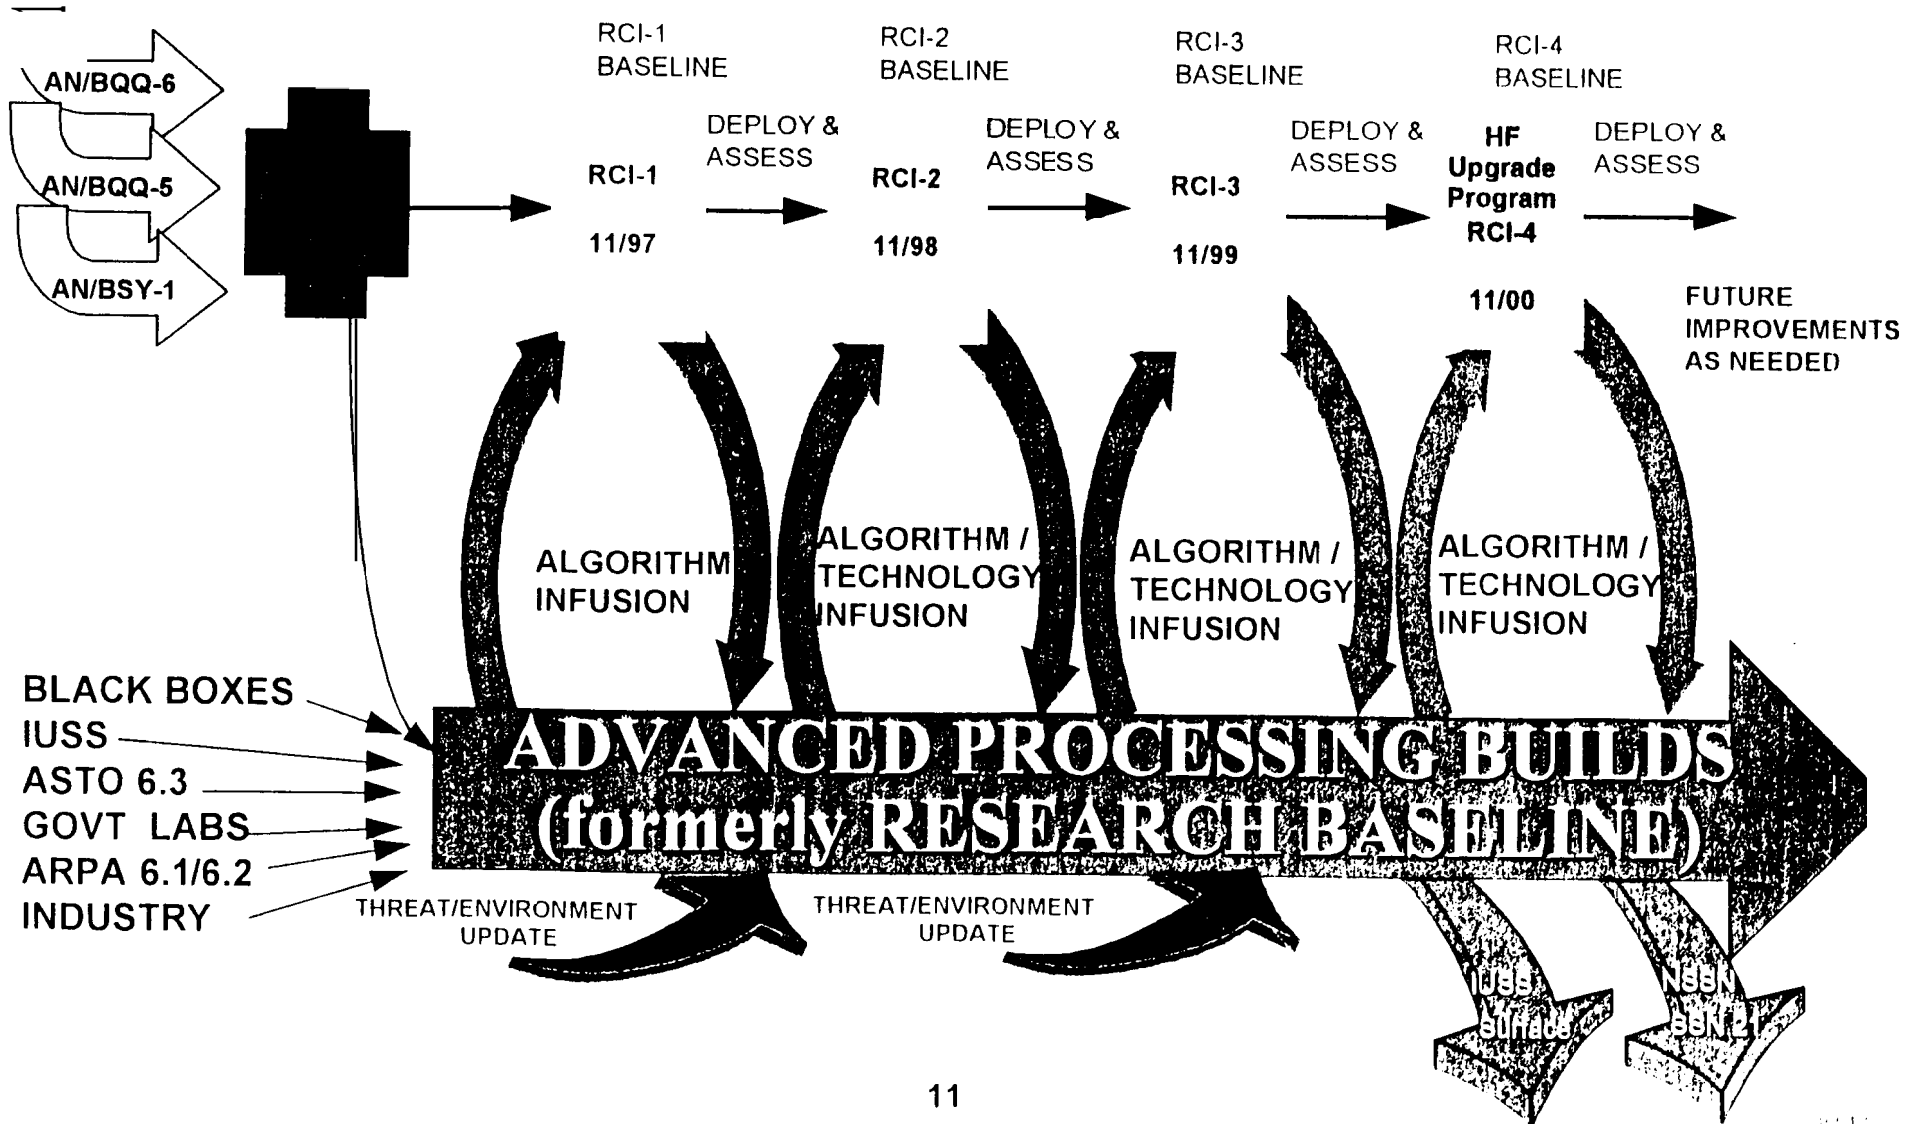 RCI-1
BASELINE
RCI-2
BASELINE
RCI-3
BASELINE
RCI-4
BASELINE
AN/BQQ-6
AN/BQQ-5
AN/BSY-1
DEPLOY &
ASSESS
DEPLOY &
ASSESS
DEPLOY &
ASSESS
DEPLOY &
ASSESS
RCI-1
11/97
RCI-2
11/98
RCI-3
11/99
HF
Upgrade
Program
RCI-4
11/00
FUTURE
IMPROVEMENTS
AS NEEDED
ALGORITHM
INFUSION
ALGORITHM /
TECHNOLOGY
INFUSION
ALGORITHM /
TECHNOLOGY
INFUSION
ALGORITHM /
TECHNOLOGY
INFUSION
BLACK BOXES
IUSS
ASTO 6.3
GOVT LABS
ARPA 6.1/6.2
INDUSTRY
ADVANCED PROCESSING BUILDS
(formerly RESEARCH BASELINE)
THREAT/ENVIRONMENT
UPDATE
THREAT/ENVIRONMENT
UPDATE
IUSS
Surface
NSSN
SSN 21
11